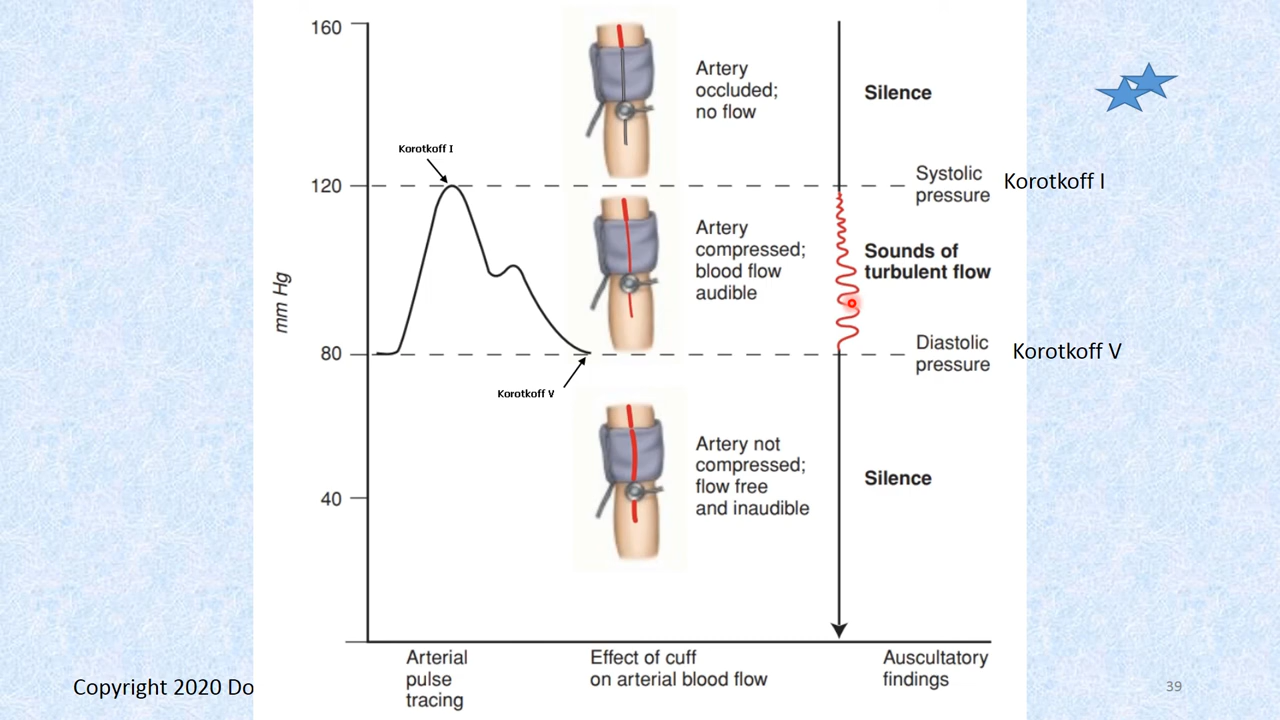 160
Artery
occluded;
no flow
Silence
Korotkoff I
120
Systolic
pressure
Korotkoff I
Artery
compressed;
blood flow
audible
Sounds of
turbulent flow
mm Hg
80
Diastolic
pressure
Korotkoff V
Korotkoff V
Artery not
compressed;
flow free
and inaudible
Silence
40
Arterial
pulse
tracing
Effect of cuff
on arterial blood flow
Auscultatory
findings
Copyright 2020 Do
39